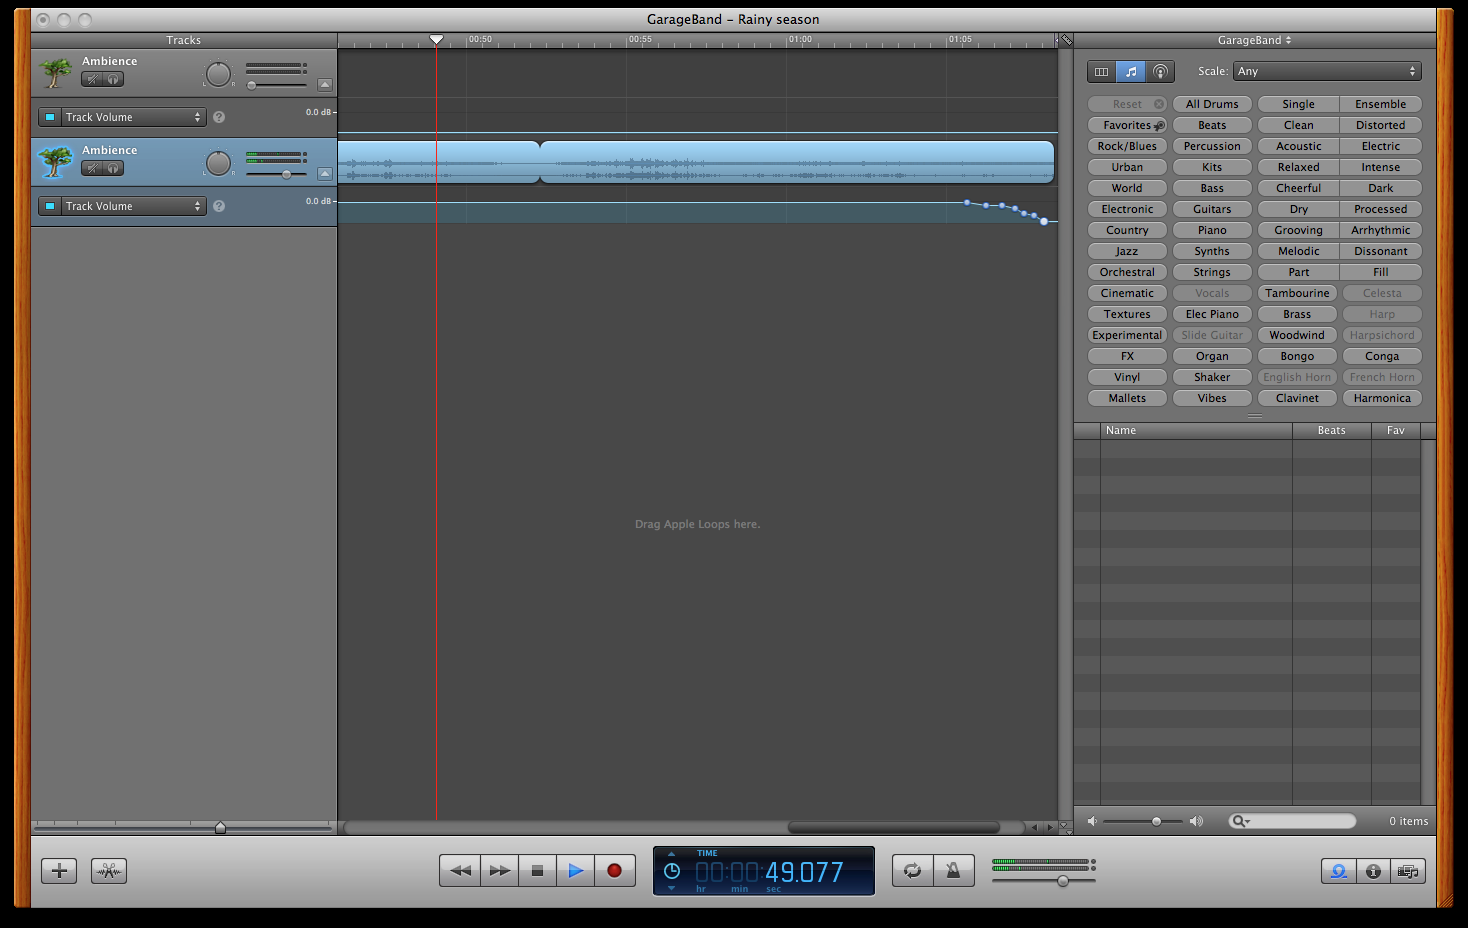 GarageBand – Rainy season
Tracks
00:50
00:55
01:00
01:05
GarageBand
Ambience
L R
Scale: Any
Track Volume ?
0.0 dB
Ambience
L R
Track Volume ?
0.0 dB
Reset All Drums Single Ensemble
Favorites Beats Clean Distorted
Rock/Blues Percussion Acoustic Electric
Urban Kits Relaxed Intense
World Bass Cheerful Dark
Electronic Guitars Dry Processed
Country Piano Grooving Arrhythmic
Jazz Synths Melodic Dissonant
Orchestral Strings Part Fill
Cinematic Vocals Tambourine Celesta
Textures Elec Piano Brass Harp
Experimental Slide Guitar Woodwind Harpsichord
FX Organ Bongo Conga
Vinyl Shaker English Horn French Horn
Mallets Vibes Clavinet Harmonica
Name Beats Fav
Drag Apple Loops here.
0 items
TIME
00:00:49.077
hr min sec